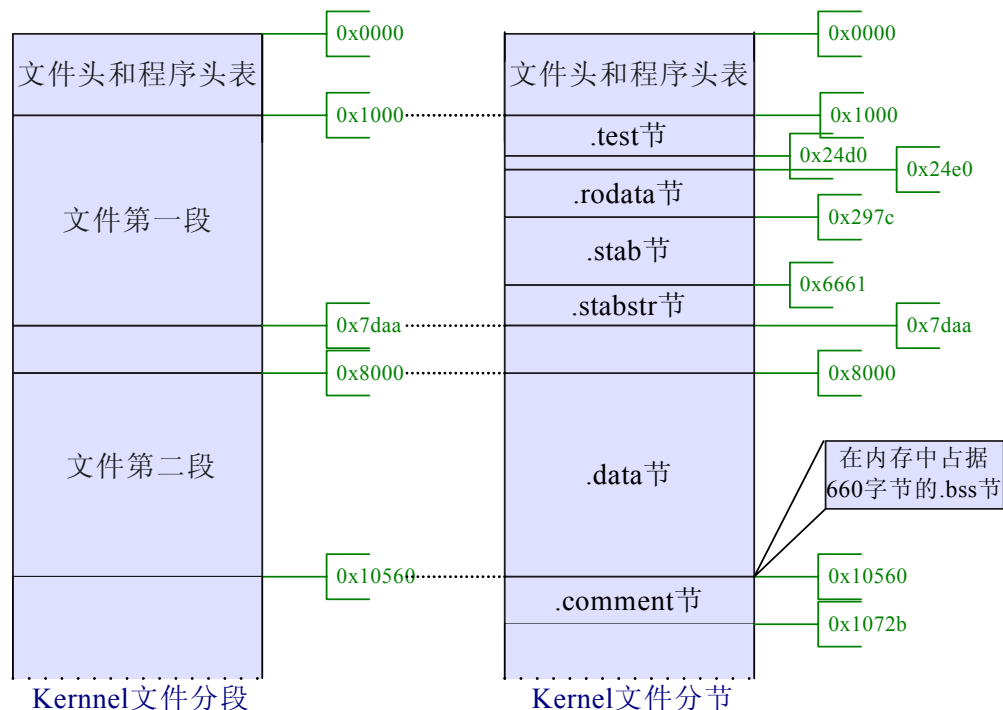 0x0000
文件头和程序头表
0x1000
文件第一段
0x7daa
0x8000
文件第二段
0x10560
Kernnel文件分段
0x0000
文件头和程序头表
0x1000
.test节
0x24d0
0x24e0
.rodata节
0x297c
.stab节
0x6661
.stabstr节
0x7daa
0x8000
.data节
在内存中占据
660字节的.bss节
0x10560
.comment节
0x1072b
Kernel文件分节